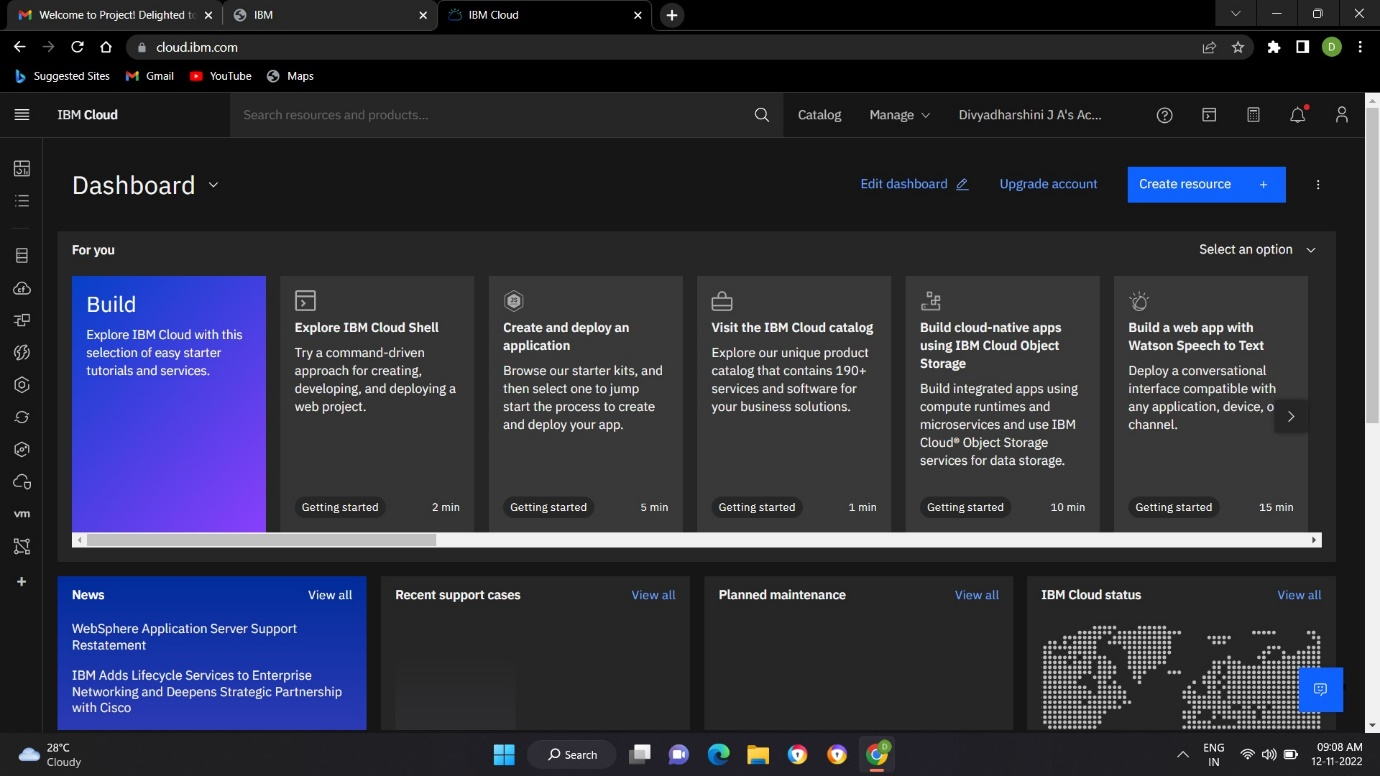 Welcome to Project! Delighted to
IBM
IBM Cloud
cloud.ibm.com
D
Suggested Sites
Gmail
YouTube
Maps
IBM Cloud
Search resources and products...
Catalog
Manage
Divyadharshini J A's Ac...
Dashboard
Edit dashboard
Upgrade account
Create resource +
For you
Select an option
Build
Explore IBM Cloud with this
selection of easy starter
tutorials and services.
Explore IBM Cloud Shell
Try a command-driven
approach for creating,
developing, and deploying a
web project.
Getting started
2 min
JS
Create and deploy an
application
Browse our starter kits, and
then select one to jump
start the process to create
and deploy your app.
Getting started
5 min
Visit the IBM Cloud catalog
Explore our unique product
catalog that contains 190+
services and software for
your business solutions.
Getting started
1 min
Build cloud-native apps
using IBM Cloud Object
Storage
Build integrated apps using
compute runtimes and
microservices and use IBM
Cloud® Object Storage
services for data storage.
Getting started
10 min
Build a web app with
Watson Speech to Text
Deploy a conversational
interface compatible with
any application, device, o
channel.
Getting started
15 min
cf
vm
News
View all
WebSphere Application Server Support
Restatement
IBM Adds Lifecycle Services to Enterprise
Networking and Deepens Strategic Partnership
with Cisco
Recent support cases
View all
Planned maintenance
View all
IBM Cloud status
View all
28°C
Cloudy
Search
D
ENG
IN
09:08 AM
12-11-2022